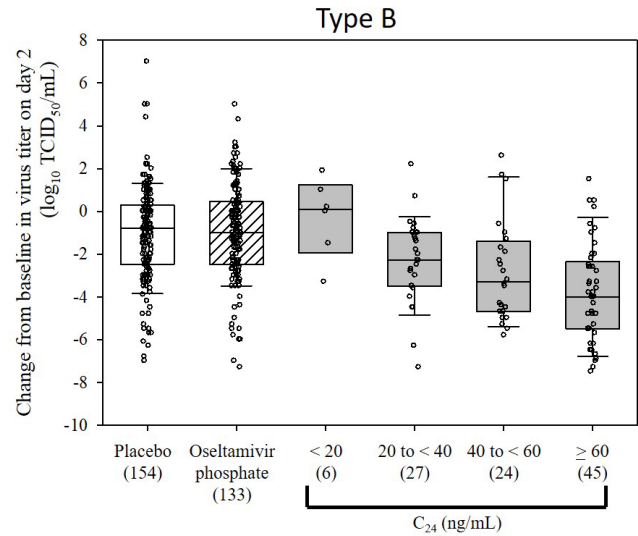 Type B
Change from baseline in virus titer on day 2
(log₁₀ TCID₅₀/mL)
8
6
4
2
0
-2
-4
-6
-8
-10
Placebo
(154)
Oseltamivir
phosphate
(133)
< 20
(6)
20 to < 40
(27)
40 to < 60
(24)
≥ 60
(45)
C₂₄ (ng/mL)